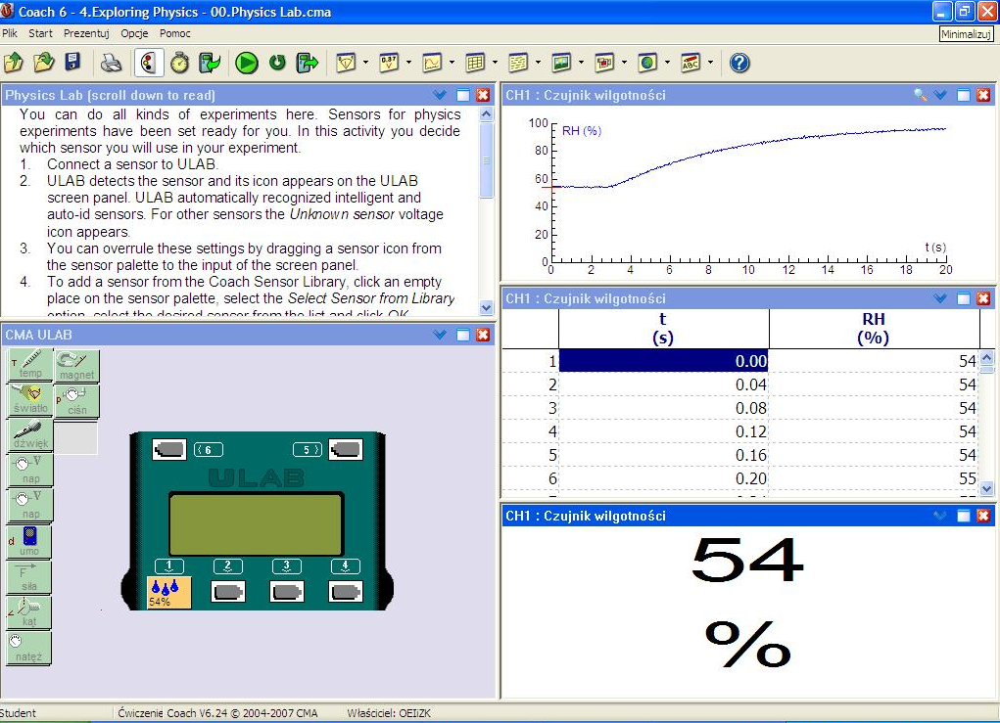 Coach 6 - 4.Exploring Physics - 00.Physics Lab.cma
Plik Start Prezentuj Opcje Pomoc
Minimalizuj
0.37
V
ABC
?
Physics Lab (scroll down to read)
You can do all kinds of experiments here. Sensors for physics
experiments have been set ready for you. In this activity you decide
which sensor you will use in your experiment.
1. Connect a sensor to ULAB.
2. ULAB detects the sensor and its icon appears on the ULAB
screen panel. ULAB automatically recognized intelligent and
auto-id sensors. For other sensors the Unknown sensor voltage
icon appears.
3. You can overrule these settings by dragging a sensor icon from
the sensor palette to the input of the screen panel.
4. To add a sensor from the Coach Sensor Library, click an empty
place on the sensor palette, select the Select Sensor from Library
option, select the desired sensor from the list and click OK.
CH1 : Czujnik wilgotności
RH (%)
100
80
60
40
20
0
t (s)
0 2 4 6 8 10 12 14 16 18 20
CH1 : Czujnik wilgotności
t RH
(s) (%)
1 0.00 54
2 0.04 54
3 0.08 54
4 0.12 54
5 0.16 54
6 0.20 55
CMA ULAB
T temp
magnet
światło
p ciśn
dźwięk
V nap
V nap
d umo
F siła
kąt
natęż
6 5
ULAB
1 2 3 4
54%
CH1 : Czujnik wilgotności
54
%
Student Ćwiczenie Coach V6.24 © 2004-2007 CMA Właściciel: OEIiZK